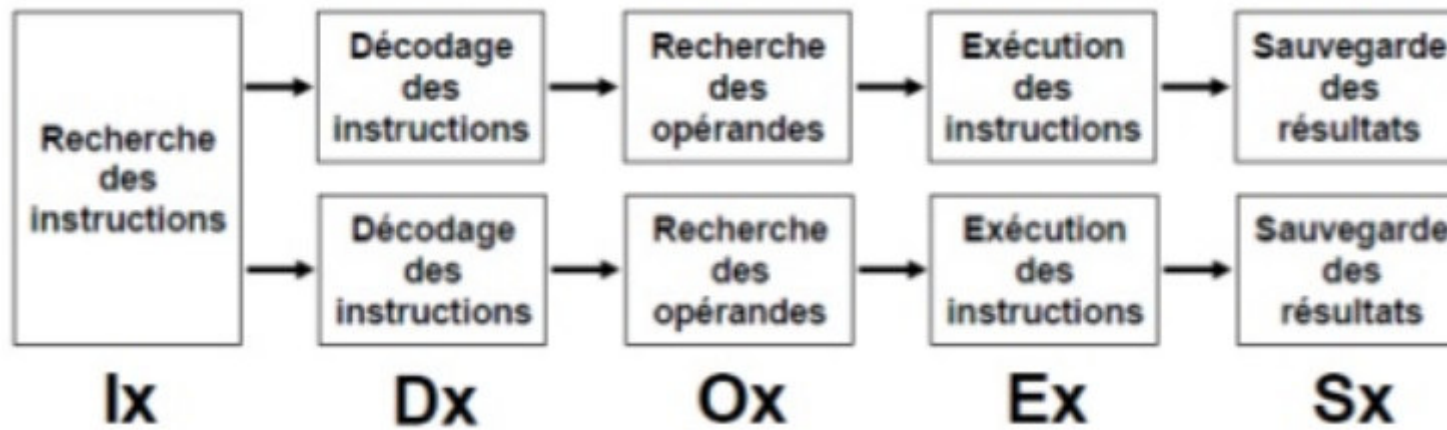 Recherche
des
instructions
Décodage
des
instructions
Recherche
des
opérandes
Exécution
des
instructions
Sauvegarde
des
résultats
Décodage
des
instructions
Recherche
des
opérandes
Exécution
des
instructions
Sauvegarde
des
résultats
Ix
Dx
Ox
Ex
Sx